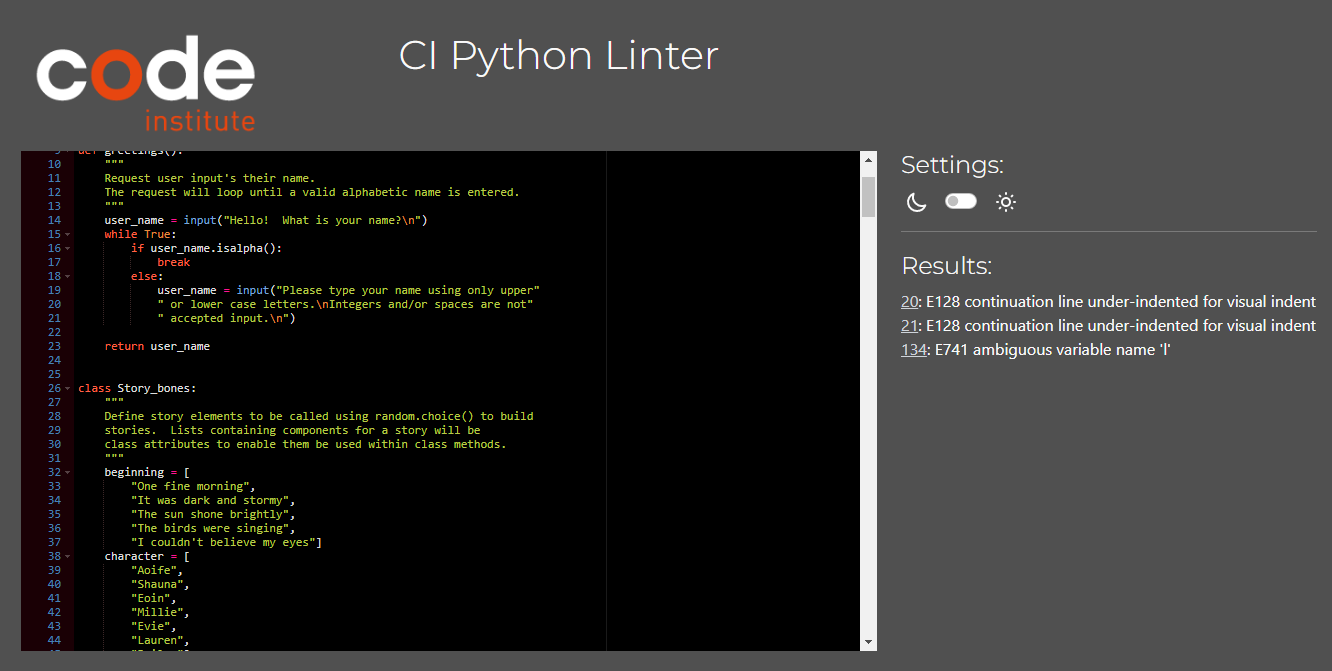 code
institute
CI Python Linter
9 def greetings():
10 """
11 Request user input's their name.
12 The request will loop until a valid alphabetic name is entered.
13 """
14 user_name = input("Hello!  What is your name?\n")
15 while True:
16 if user_name.isalpha():
17 break
18 else:
19 user_name = input("Please type your name using only upper"
20 " or lower case letters.\nIntegers and/or spaces are not"
21 " accepted input.\n")
22
23 return user_name
24
25
26 class Story_bones:
27 """
28 Define story elements to be called using random.choice() to build
29 stories.  Lists containing components for a story will be
30 class attributes to enable them be used within class methods.
31 """
32 beginning = [
33 "One fine morning",
34 "It was dark and stormy",
35 "The sun shone brightly",
36 "The birds were singing",
37 "I couldn't believe my eyes"]
38 character = [
39 "Aoife",
40 "Shauna",
41 "Eoin",
42 "Millie",
43 "Evie",
44 "Lauren",
Settings:
Results:
20: E128 continuation line under-indented for visual indent
21: E128 continuation line under-indented for visual indent
134: E741 ambiguous variable name 'l'